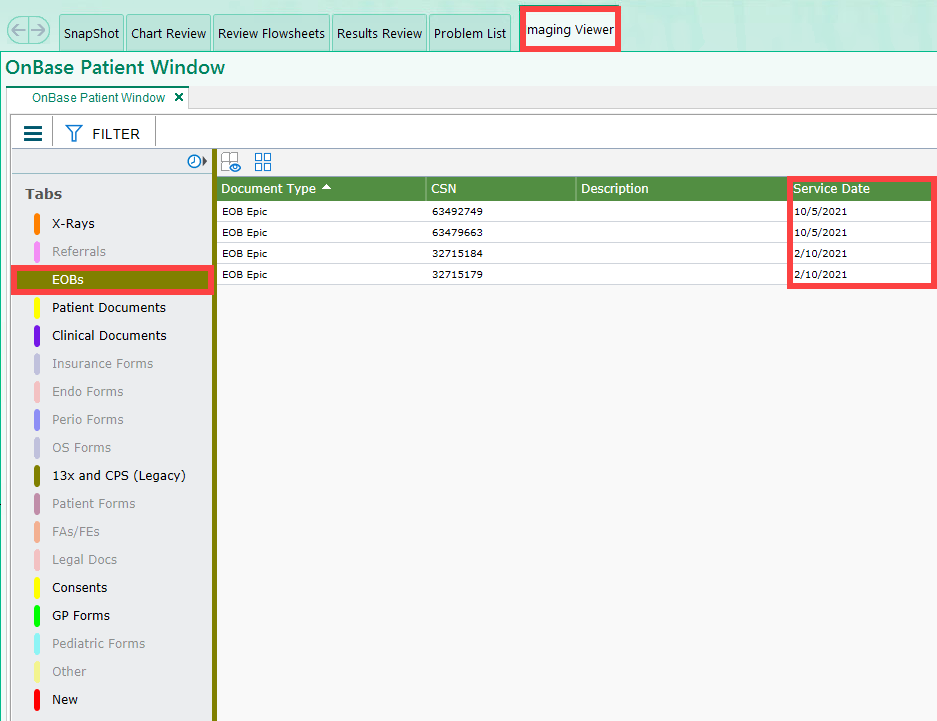 SnapShot Chart Review Review Flowsheets Results Review Problem List maging Viewer
OnBase Patient Window
OnBase Patient Window
FILTER
Tabs
X-Rays
Referrals
EOBs
Patient Documents
Clinical Documents
Insurance Forms
Endo Forms
Perio Forms
OS Forms
13x and CPS (Legacy)
Patient Forms
FAs/FEs
Legal Docs
Consents
GP Forms
Pediatric Forms
Other
New
Document Type CSN Description Service Date
EOB Epic 63492749 10/5/2021
EOB Epic 63479663 10/5/2021
EOB Epic 32715184 2/10/2021
EOB Epic 32715179 2/10/2021